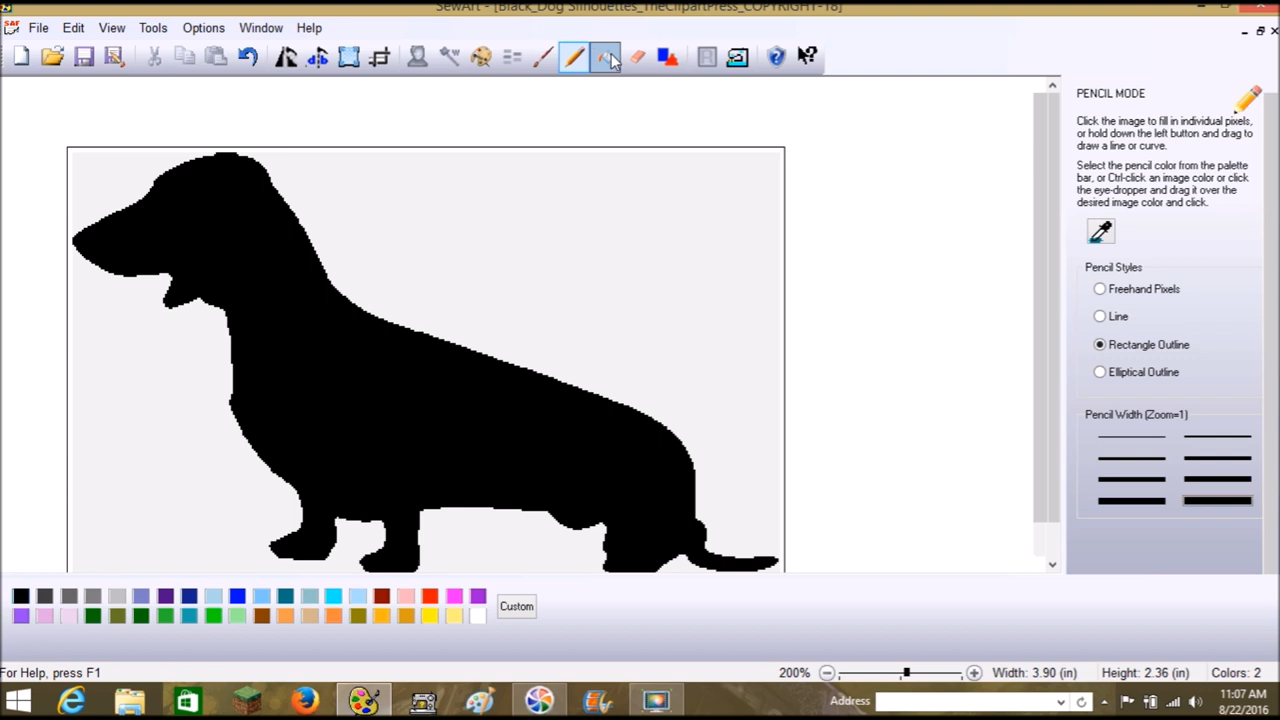 SewArt - [Black_Dog Silhouettes_TheClipartPress_COPYRIGHT-18]
File Edit View Tools Options Window Help
PENCIL MODE
Click the image to fill in individual pixels,
or hold down the left button and drag to
draw a line or curve.
Select the pencil color from the palette
bar, or Ctrl-click an image color or click
the eye-dropper and drag it over the
desired image color and click.
Pencil Styles
Freehand Pixels
Line
Rectangle Outline
Elliptical Outline
Pencil Width (Zoom=1)
Custom
For Help, press F1
200%
Width: 3.90 (in)
Height: 2.36 (in)
Colors: 2
Address
11:07 AM
8/22/2016